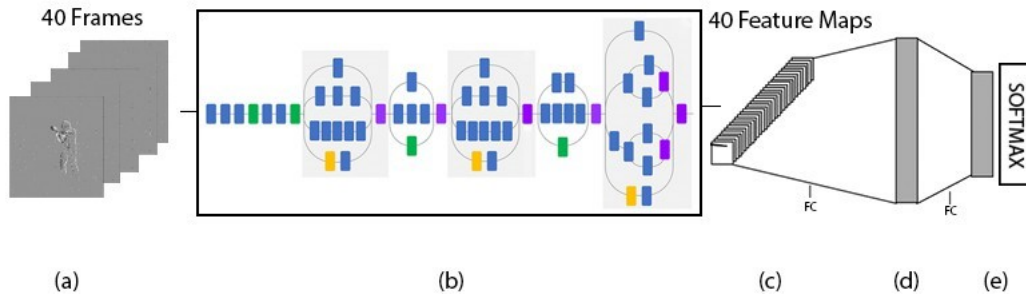 40 Frames
40 Feature Maps
FC
FC
SOFTMAX
(a)
(b)
(c)
(d)
(e)